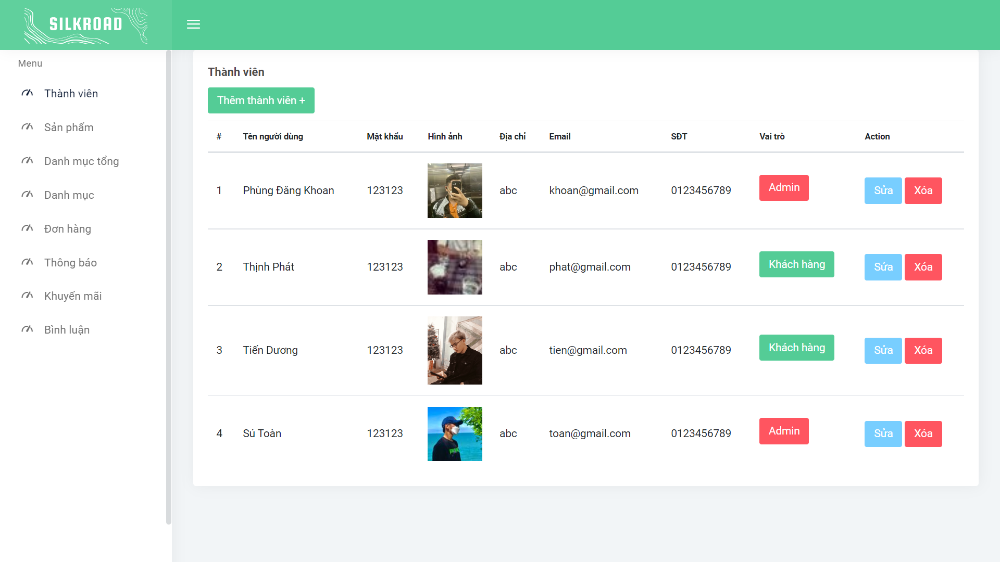 SILKROAD
Menu
Thành viên
Sản phẩm
Danh mục tổng
Danh mục
Đơn hàng
Thông báo
Khuyến mãi
Bình luận
Thành viên
Thêm thành viên +
# Tên người dùng Mật khẩu Hình ảnh Địa chỉ Email SĐT Vai trò Action
1 Phùng Đăng Khoan 123123 abc khoan@gmail.com 0123456789 Admin Sửa Xóa
2 Thịnh Phát 123123 abc phat@gmail.com 0123456789 Khách hàng Sửa Xóa
3 Tiến Dương 123123 abc tien@gmail.com 0123456789 Khách hàng Sửa Xóa
4 Sú Toàn 123123 abc toan@gmail.com 0123456789 Admin Sửa Xóa